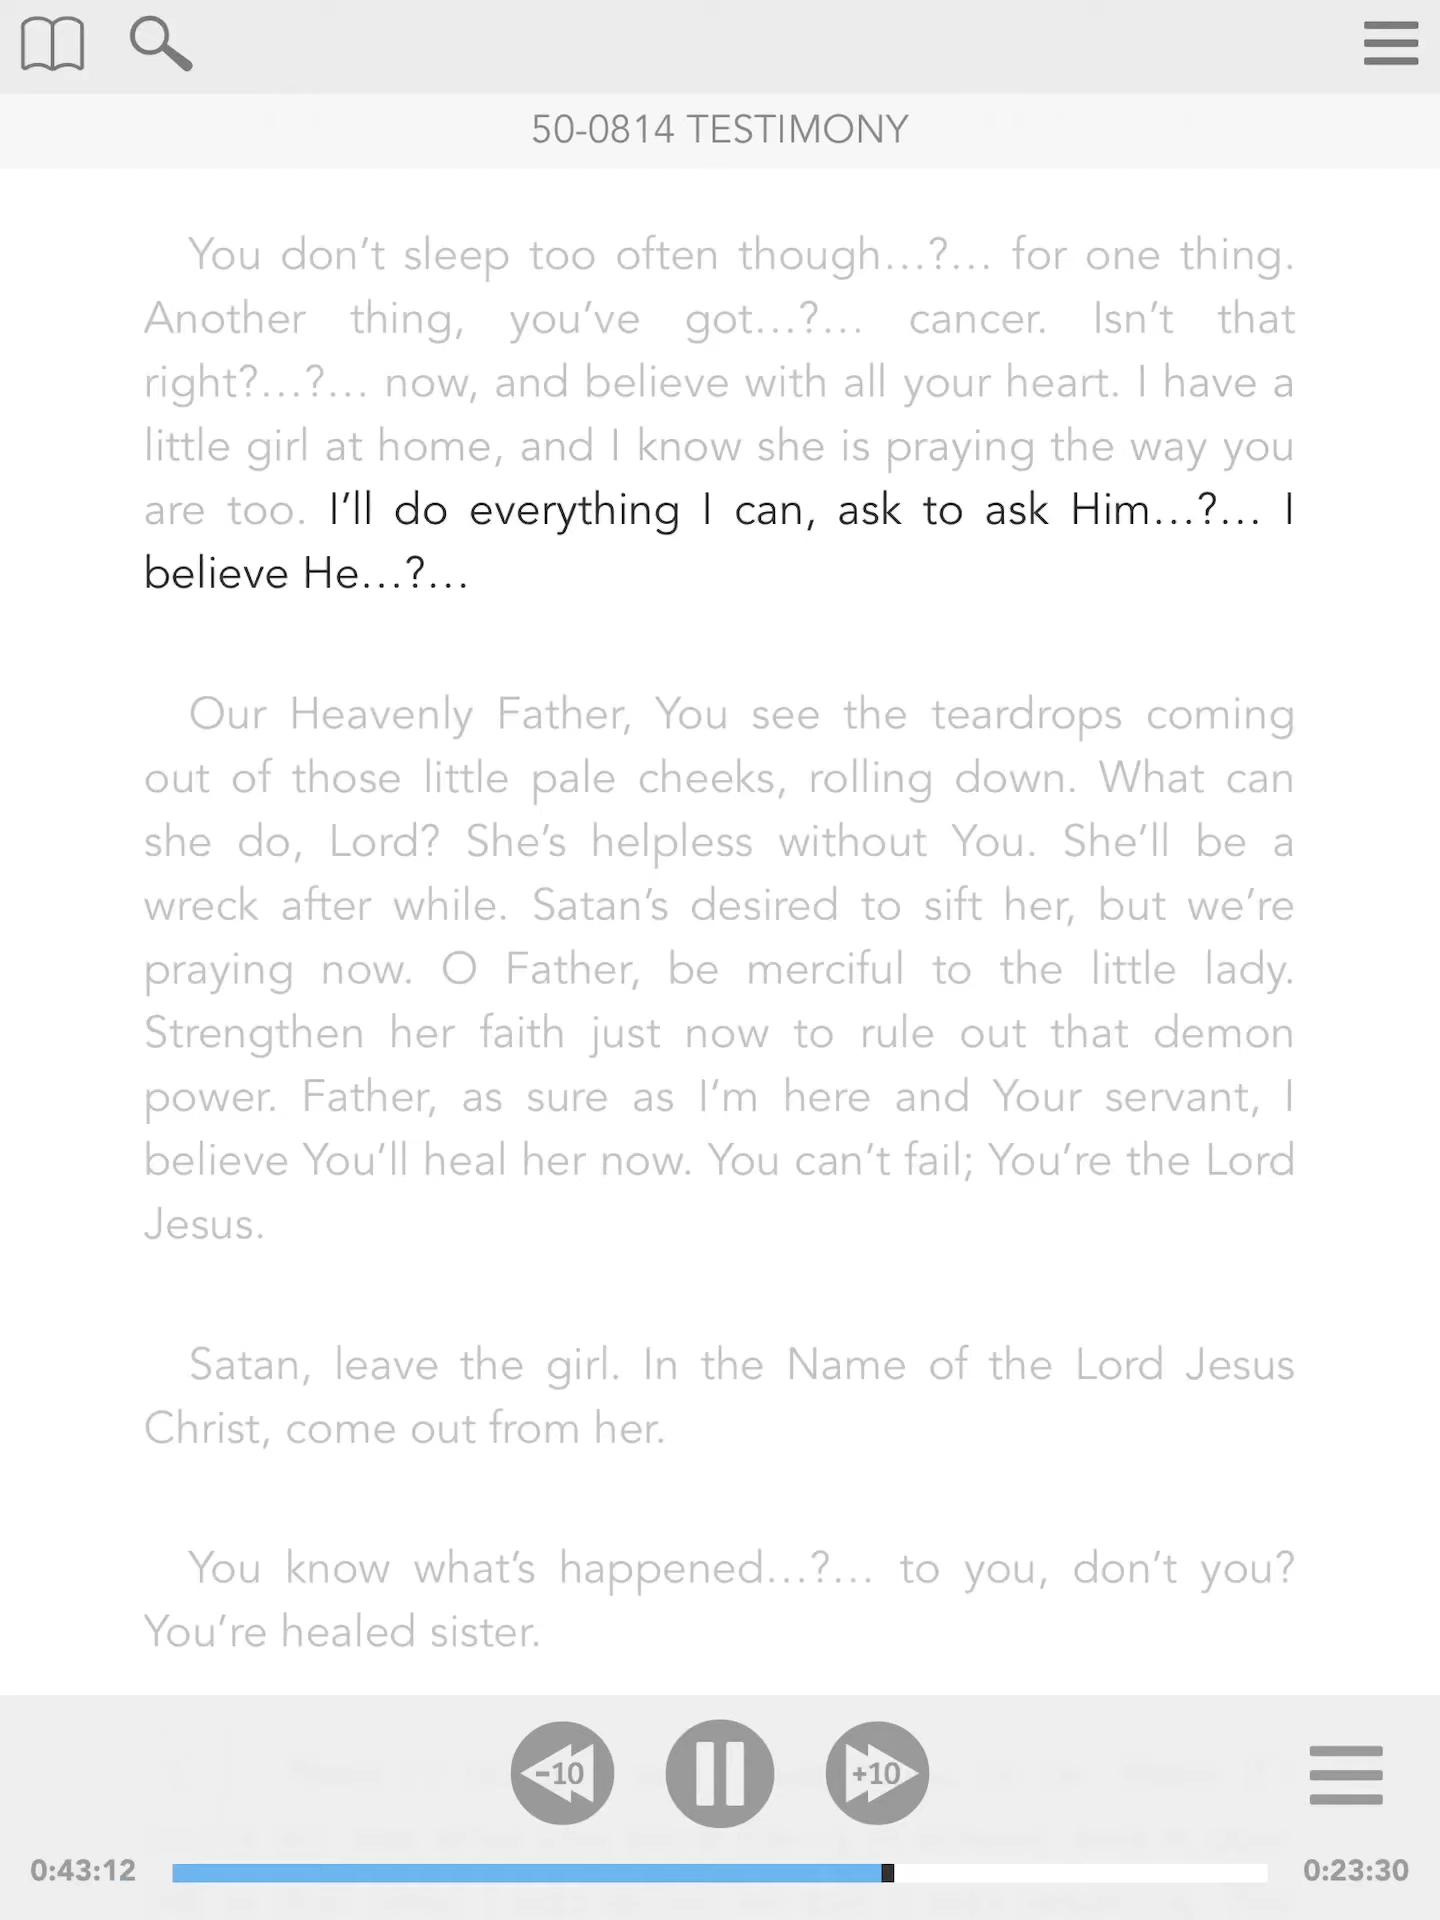 50-0814 TESTIMONY
You don’t sleep too often though…?… for one thing.
Another thing, you’ve got…?… cancer. Isn’t that
right?…?… now, and believe with all your heart. I have a
little girl at home, and I know she is praying the way you
are too. I’ll do everything I can, ask to ask Him…?… I
believe He…?…
Our Heavenly Father, You see the teardrops coming
out of those little pale cheeks, rolling down. What can
she do, Lord? She’s helpless without You. She’ll be a
wreck after while. Satan’s desired to sift her, but we’re
praying now. O Father, be merciful to the little lady.
Strengthen her faith just now to rule out that demon
power. Father, as sure as I’m here and Your servant, I
believe You’ll heal her now. You can’t fail; You’re the Lord
Jesus.
Satan, leave the girl. In the Name of the Lord Jesus
Christ, come out from her.
You know what’s happened…?… to you, don’t you?
You’re healed sister.
-10 +10
0:43:12 0:23:30